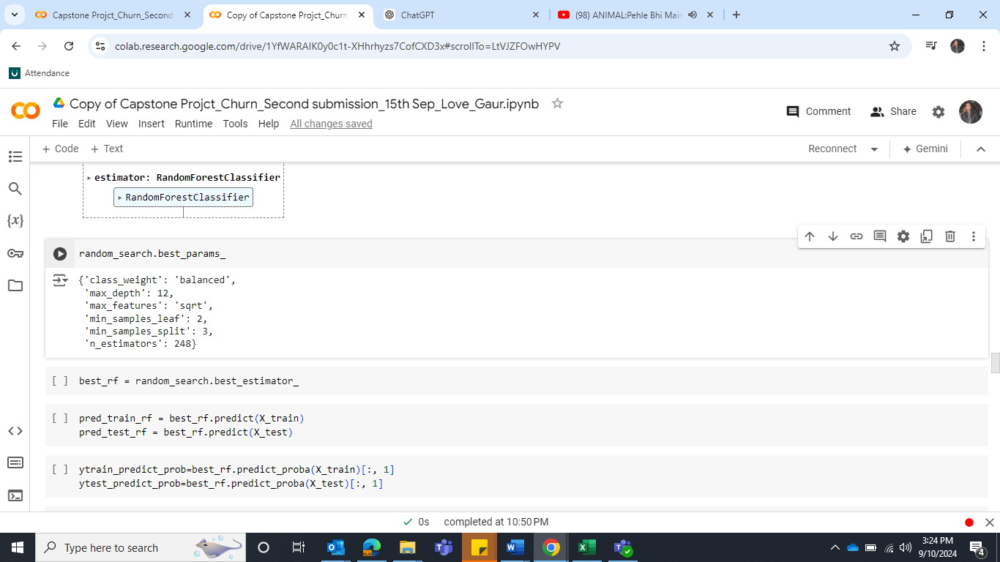 Capstone Projct_Churn_Second
Copy of Capstone Projct_Churn
ChatGPT
(98) ANIMAL:Pehle Bhi Main
colab.research.google.com/drive/1YfWARAIK0y0c1t-XHhrhyzs7CofCXD3x#scrollTo=LtVJZFOwHYPV
Attendance
Copy of Capstone Projct_Churn_Second submission_15th Sep_Love_Gaur.ipynb
Comment
Share
File Edit View Insert Runtime Tools Help All changes saved
+ Code + Text
Reconnect
Gemini
estimator: RandomForestClassifier
RandomForestClassifier
random_search.best_params_
{'class_weight': 'balanced',
'max_depth': 12,
'max_features': 'sqrt',
'min_samples_leaf': 2,
'min_samples_split': 3,
'n_estimators': 248}
[ ] best_rf = random_search.best_estimator_
[ ] pred_train_rf = best_rf.predict(X_train)
pred_test_rf = best_rf.predict(X_test)
[ ] ytrain_predict_prob=best_rf.predict_proba(X_train)[:, 1]
ytest_predict_prob=best_rf.predict_proba(X_test)[:, 1]
0s completed at 10:50 PM
Type here to search
3:24 PM
9/10/2024
4